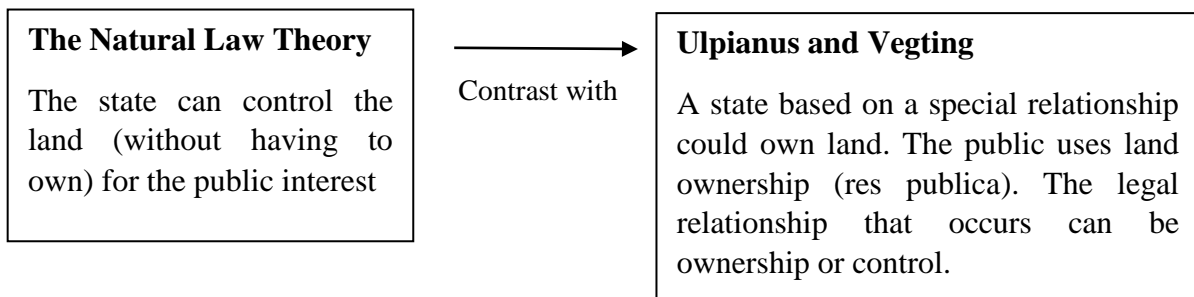 The Natural Law Theory
The state can control the
land (without having to
own) for the public interest
Contrast with
Ulpianus and Vegting
A state based on a special relationship
could own land. The public uses land
ownership (res publica). The legal
relationship that occurs can be
ownership or control.